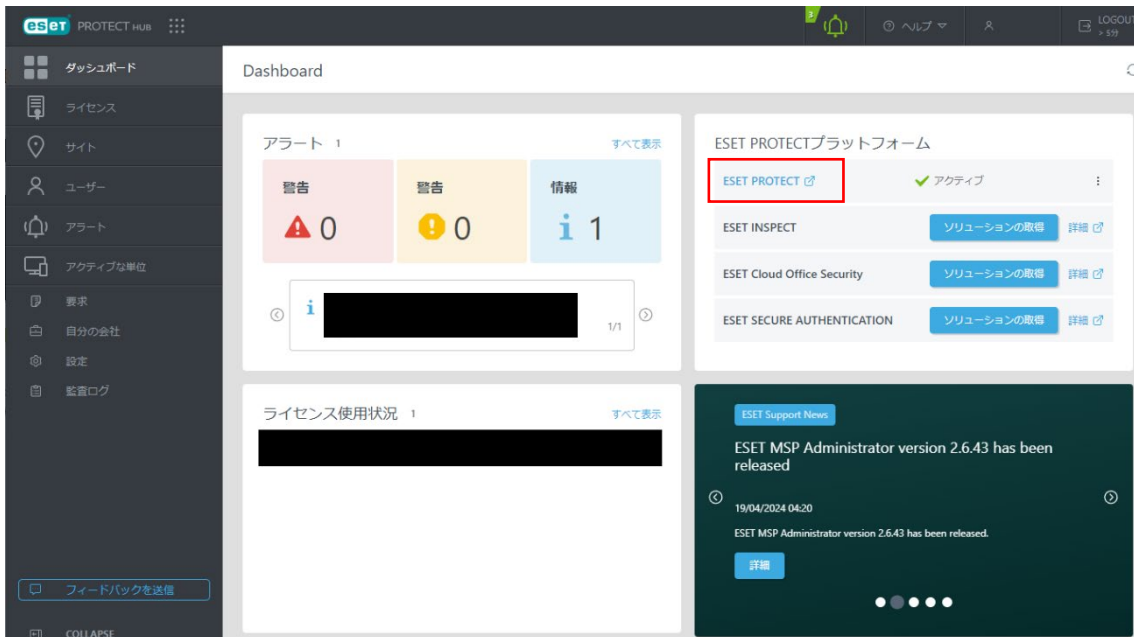 eset PROTECT HUB
3
ヘルプ
LOGOUT
> 5分
ダッシュボード
ライセンス
サイト
ユーザー
アラート
アクティブな単位
要求
自分の会社
設定
監査ログ
フィードバックを送信
COLLAPSE
Dashboard
アラート 1
すべて表示
警告
0
警告
0
情報
1
1/1
ライセンス使用状況 1
すべて表示
ESET PROTECTプラットフォーム
ESET PROTECT
アクティブ
ESET INSPECT
ソリューションの取得
詳細
ESET Cloud Office Security
ソリューションの取得
詳細
ESET SECURE AUTHENTICATION
ソリューションの取得
詳細
ESET Support News
ESET MSP Administrator version 2.6.43 has been
released
19/04/2024 04:20
ESET MSP Administrator version 2.6.43 has been released.
詳細